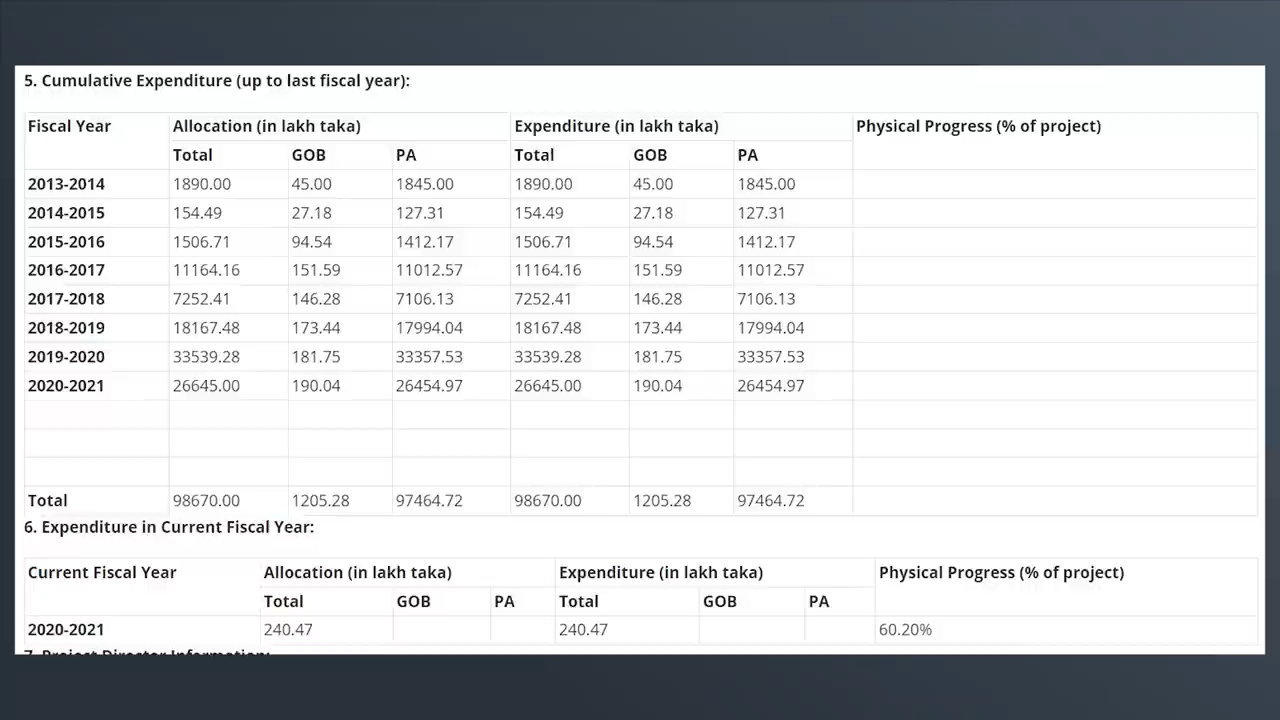 5. Cumulative Expenditure (up to last fiscal year):
Fiscal Year Allocation (in lakh taka) Expenditure (in lakh taka) Physical Progress (% of project)
Total GOB PA Total GOB PA
2013-2014 1890.00 45.00 1845.00 1890.00 45.00 1845.00
2014-2015 154.49 27.18 127.31 154.49 27.18 127.31
2015-2016 1506.71 94.54 1412.17 1506.71 94.54 1412.17
2016-2017 11164.16 151.59 11012.57 11164.16 151.59 11012.57
2017-2018 7252.41 146.28 7106.13 7252.41 146.28 7106.13
2018-2019 18167.48 173.44 17994.04 18167.48 173.44 17994.04
2019-2020 33539.28 181.75 33357.53 33539.28 181.75 33357.53
2020-2021 26645.00 190.04 26454.97 26645.00 190.04 26454.97
Total 98670.00 1205.28 97464.72 98670.00 1205.28 97464.72
6. Expenditure in Current Fiscal Year:
Current Fiscal Year Allocation (in lakh taka) Expenditure (in lakh taka) Physical Progress (% of project)
Total GOB PA Total GOB PA
2020-2021 240.47 240.47 60.20%
7. Project Director Information: